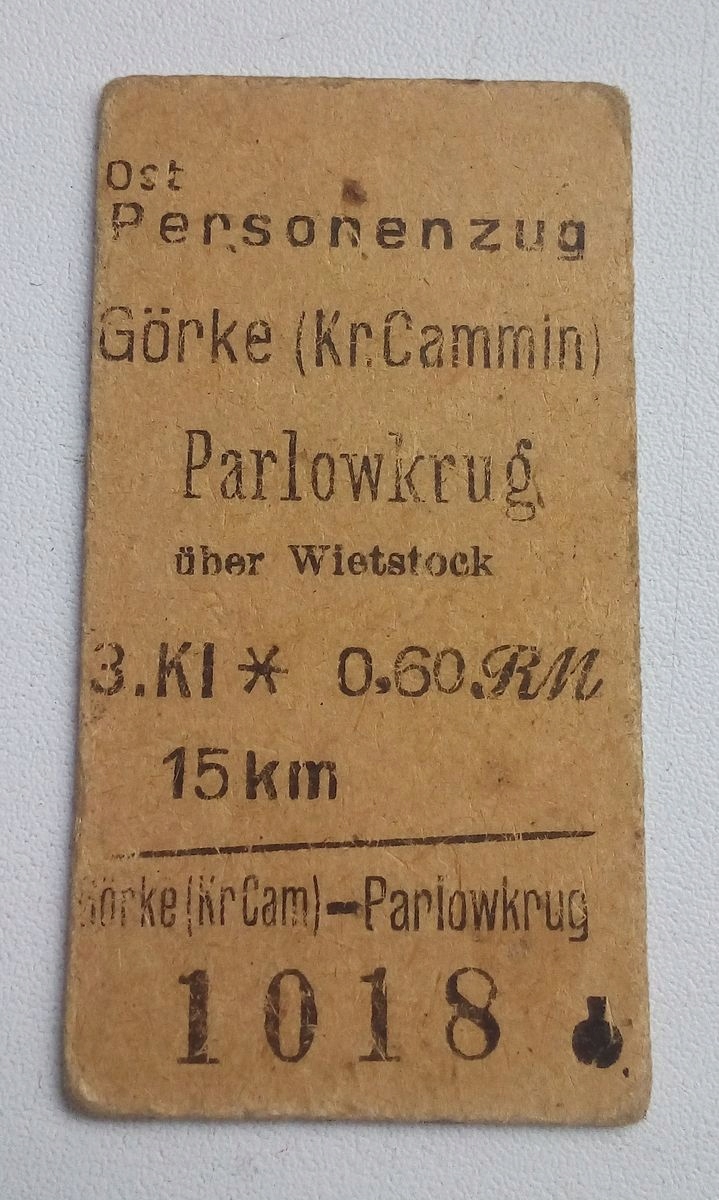 Ost
Personenzug
Görke (Kr.Cammin)
Parlowkrug
über Wietstock
3.Kl * 0,60 RM
15 km
Görke (Kr Cam)-Parlowkrug
1018